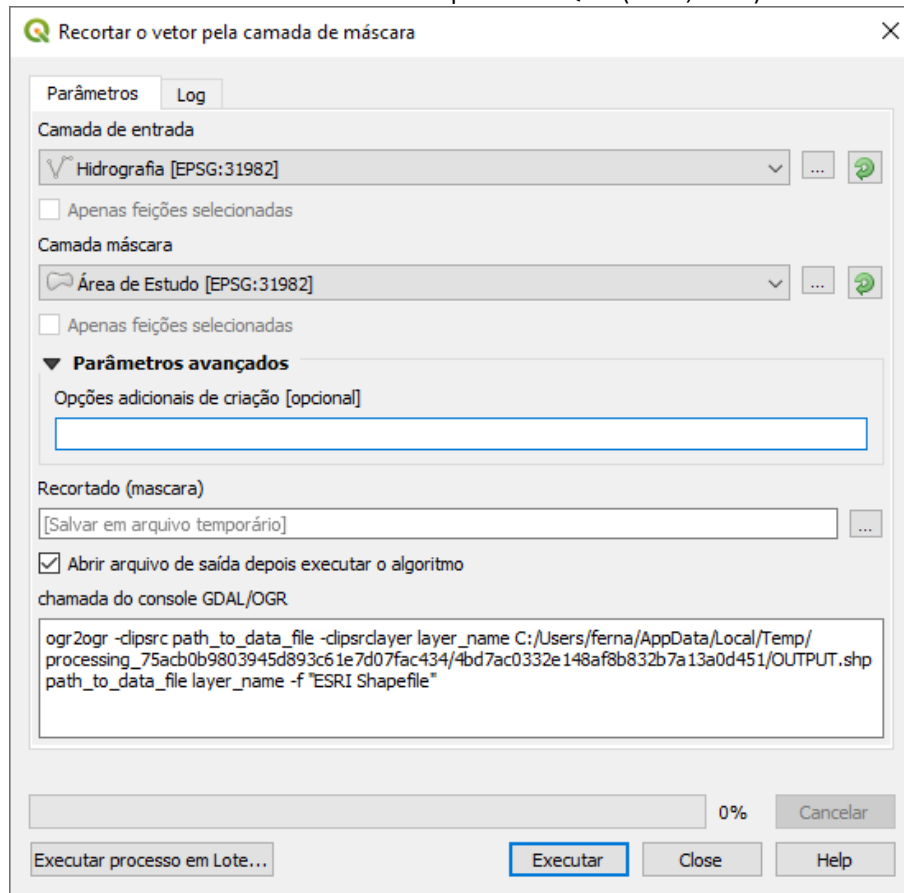 Recortar o vetor pela camada de máscara
Parâmetros
Log
Camada de entrada
Hidrografia [EPSG:31982]
...
Apenas feições selecionadas
Camada máscara
Área de Estudo [EPSG:31982]
...
Apenas feições selecionadas
Parâmetros avançados
Opções adicionais de criação [opcional]
Recortado (mascara)
[Salvar em arquivo temporário]
...
Abrir arquivo de saída depois executar o algoritmo
chamada do console GDAL/OGR
ogr2ogr -clipsrc path_to_data_file -clipsrclayer layer_name C:/Users/ferna/AppData/Local/Temp/
processing_75acb0b9803945d893c61e7d07fac434/4bd7ac0332e148af8b832b7a13a0d451/OUTPUT.shp
path_to_data_file layer_name -f "ESRI Shapefile"
0%
Cancelar
Executar processo em Lote...
Executar
Close
Help